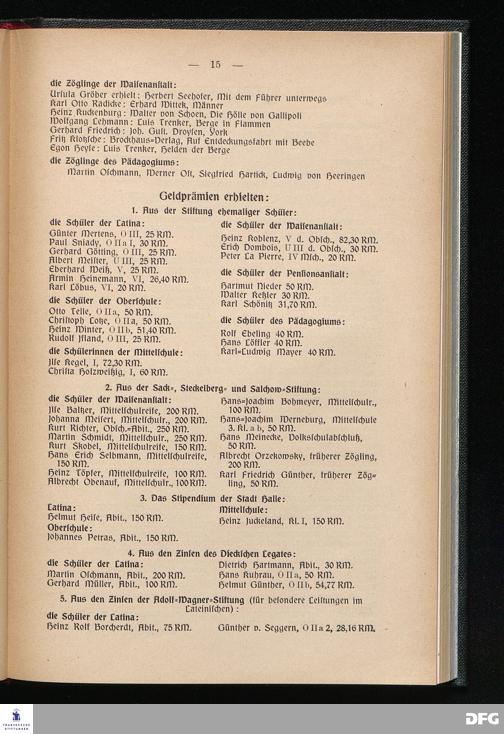 — 15 —
die Zöglinge der Waisenanstalt:
Ursula Gröber erhielt: Herbert Seehofer, Mit dem Führer unterwegs
Karl Otto Radicke: Erhard Wittek, Männer
Heinz Ruckenburg: Walter von Schoen, Die Hölle von Gallipoli
Wolfgang Lehmann: Luis Trenker, Berge in Flammen
Gerhard Friedrich: Joh. Gust. Droysen, York
Fritz Klotzsche: Brockhaus=Verlag, Auf Entdeckungsfahrt mit Beebe
Egon Heyse: Luis Trenker, Helden der Berge
die Zöglinge des Pädagogiums:
Martin Oschmann, Werner Ost, Siegfried Hartick, Ludwig von Heeringen
Geldprämien erhielten:
1. Aus der Stiftung ehemaliger Schüler:
die Schüler der Latina:
Günter Mertens, O III, 25 RM.
Paul Sniady, O II a I, 30 RM.
Gerhard Götting, O III, 25 RM.
Albert Meister, U III, 25 RM.
Eberhard Weiß, V, 25 RM.
Armin Heinemann, VI, 26,40 RM.
Karl Löbus, VI, 20 RM.
die Schüler der Oberschule:
Otto Telle, O II a, 50 RM.
Christoph Lotze, O II a, 50 RM.
Heinz Winter, O II b, 51,40 RM.
Rudolf Istland, O III, 25 RM.
die Schülerinnen der Mittelschule:
Ilse Kegel, I, 72,30 RM.
Christa Holzweißig, I, 60 RM.
die Schüler der Waisenanstalt:
Heinz Koblenz, V d. Obsch., 82,30 RM.
Erich Dombois, U III d. Obsch., 30 RM.
Peter La Pierre, IV Msch., 20 RM.
die Schüler der Pensionsanstalt:
Hartmut Nieder 50 RM.
Walter Keßler 30 RM.
Karl Schönitz 31,70 RM.
die Schüler des Pädagogiums:
Rolf Ebeling 40 RM.
Hans Löffler 40 RM.
Karl=Ludwig Mayer 40 RM.
2. Aus der Sack=, Steckelberg= und Salchow=Stiftung:
die Schüler der Waisenanstalt:
Ilse Baltzer, Mittelschulreife, 200 RM.
Johanna Meifert, Mittelschulr., 200 RM.
Kurt Richter, Obsch.=Abit., 250 RM.
Martin Schmidt, Mittelschulr., 250 RM.
Kurt Skobel, Mittelschulreife, 150 RM.
Hans Erich Selbmann, Mittelschulreife,
150 RM.
Heinz Töpfer, Mittelschulreife, 100 RM.
Albrecht Obenauf, Mittelschulr., 100 RM.
Hans=Joachim Bohmeyer, Mittelschulr.,
100 RM.
Hans=Joachim Werneburg, Mittelschule
3. Kl. a b, 50 RM.
Hans Meinecke, Volksschulabschluß,
50 RM.
Albrecht Orzekowsky, früherer Zögling,
200 RM.
Karl Friedrich Günther, früherer Zög=
ling, 50 RM.
3. Das Stipendium der Stadt Halle:
Latina:
Helmut Heise, Abit., 150 RM.
Oberschule:
Johannes Petras, Abit., 150 RM.
Mittelschule:
Heinz Juckeland, Kl. I, 150 RM.
4. Aus den Zinsen des Dieckschen Legates:
die Schüler der Latina:
Martin Oschmann, Abit., 200 RM.
Gerhard Müller, Abit., 100 RM.
Dietrich Hartmann, Abit., 30 RM.
Hans Kuhrau, O II a, 50 RM.
Helmut Günther, O II b, 54,77 RM.
5. Aus den Zinsen der Adolf=Wagner=Stiftung (für besondere Leistungen im
Lateinischen):
die Schüler der Latina:
Heinz Rolf Borcherdt, Abit., 75 RM.
Günther v. Seggern, O II a 2, 28,16 RM.
FRANCKESCHE
STIFTUNGEN
DFG